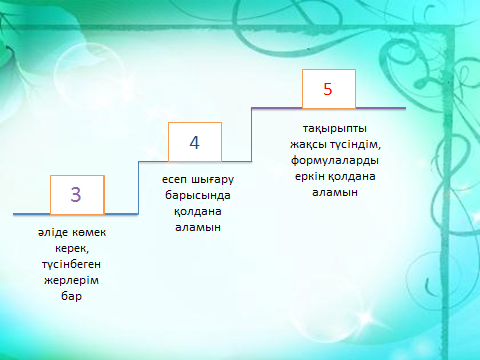 5
тақырыпты
жақсы түсіндім,
формулаларды
еркін қолдана
аламын
4
есеп шығару
барысында
қолдана
аламын
3
әліде көмек
керек,
түсінбеген
жерлерім
бар